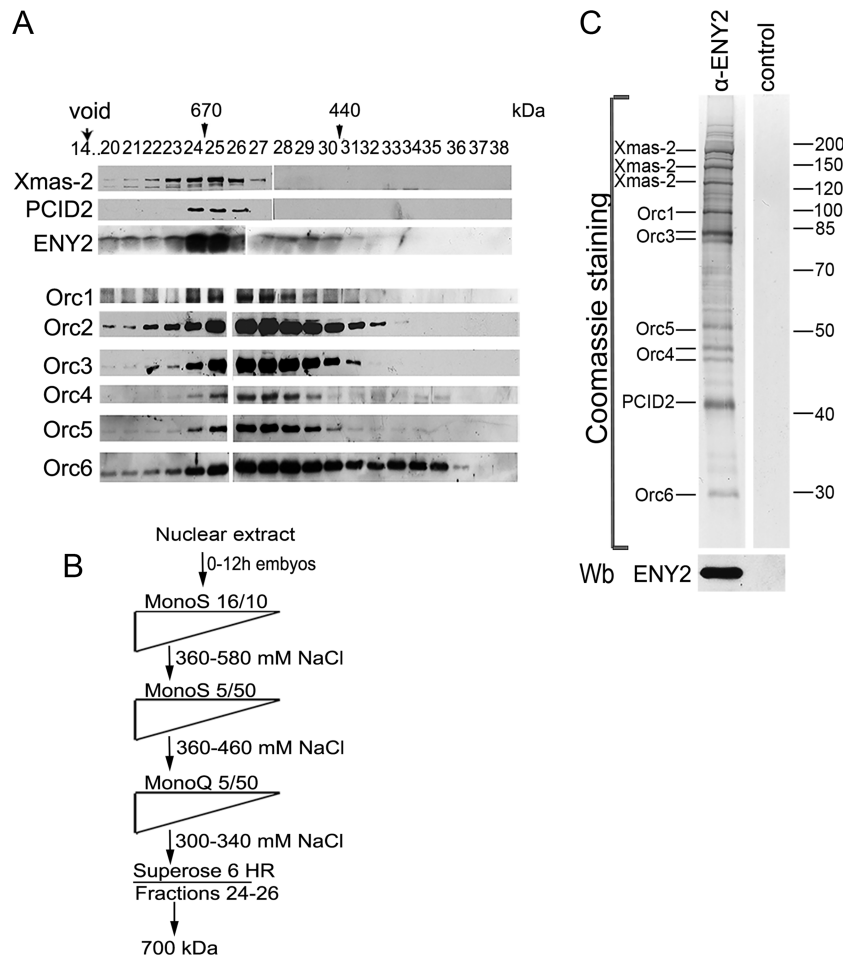 A
void 670 440 kDa
14.. 20 21 22 23 24 25 26 27 28 29 30 31 32 33 34 35 36 37 38
Xmas-2
PCID2
ENY2
Orc1
Orc2
Orc3
Orc4
Orc5
Orc6
B
Nuclear extract
0-12h embyos
MonoS 16/10
360-580 mM NaCl
MonoS 5/50
360-460 mM NaCl
MonoQ 5/50
300-340 mM NaCl
Superose 6 HR
Fractions 24-26
700 kDa
C
α-ENY2
control
Coomassie staining
Xmas-2
Xmas-2
Xmas-2
Orc1
Orc3
Orc5
Orc4
PCID2
Orc6
200
150
120
100
85
70
50
40
30
Wb ENY2